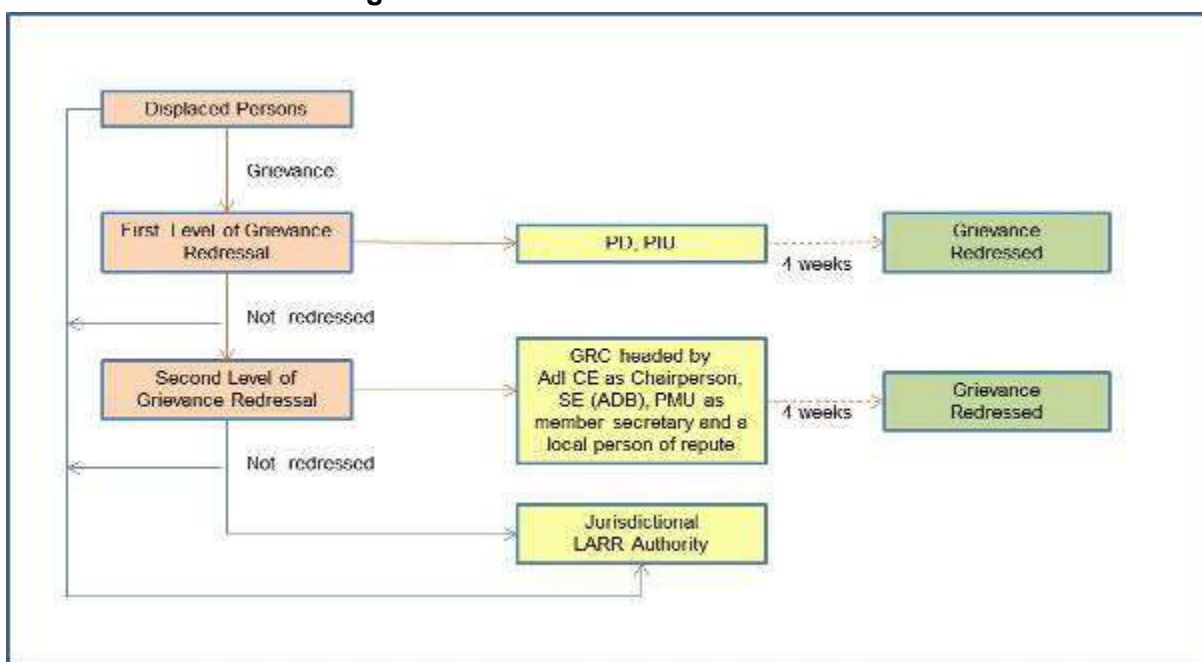 Displaced Persons
Grievance
First Level of Grievance
Redressal
PD, PIU
4 weeks
Grievance
Redressed
Not redressed
Second Level of
Grievance Redressal
GRC headed by
Adl CE as Chairperson,
SE (ADB), PMU as
member secretary and a
local person of repute
4 weeks
Grievance
Redressed
Not redressed
Jurisdictional
LARR Authority